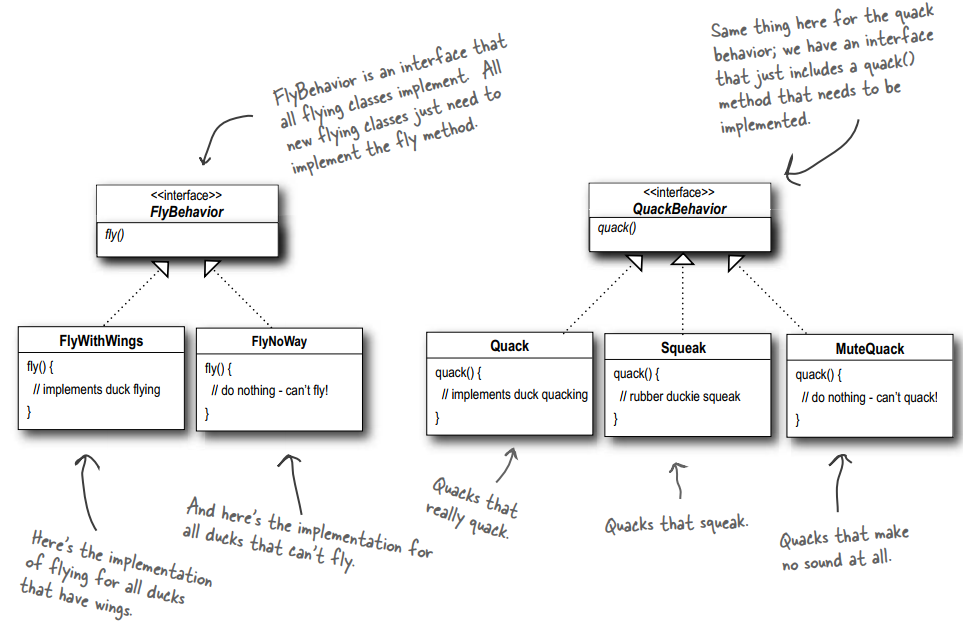 FlyBehavior is an interface that
all flying classes implement. All
new flying classes just need to
implement the fly method.
Same thing here for the quack
behavior; we have an interface
that just includes a quack()
method that needs to be
implemented.
<<interface>>
FlyBehavior
fly()
<<interface>>
QuackBehavior
quack()
FlyWithWings
fly() {
// implements duck flying
}
FlyNoWay
fly() {
// do nothing - can't fly!
}
Quack
quack() {
// implements duck quacking
}
Squeak
quack() {
// rubber duckie squeak
}
MuteQuack
quack() {
// do nothing - can't quack!
}
Here's the implementation
of flying for all ducks
that have wings.
And here's the implementation for
all ducks that can't fly.
Quacks that
really quack.
Quacks that squeak.
Quacks that make
no sound at all.